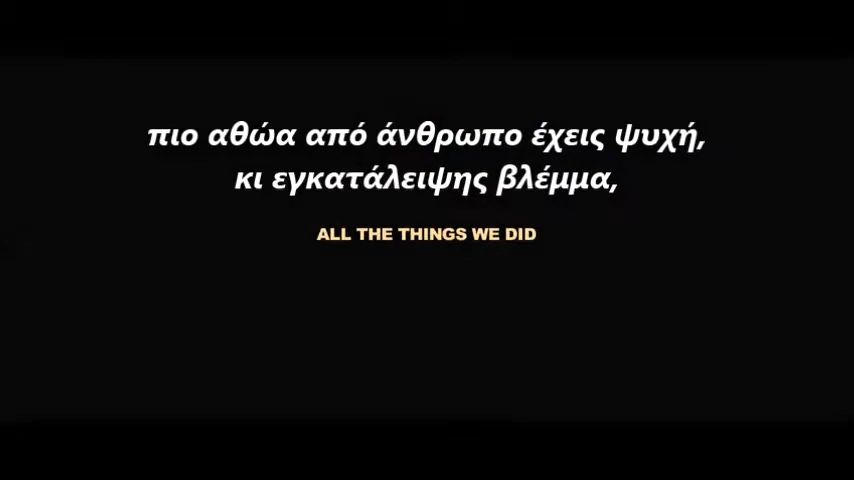 πιο αθώα από άνθρωπο έχεις ψυχή,
κι εγκατάλειψης βλέμμα,
ALL THE THINGS WE DID